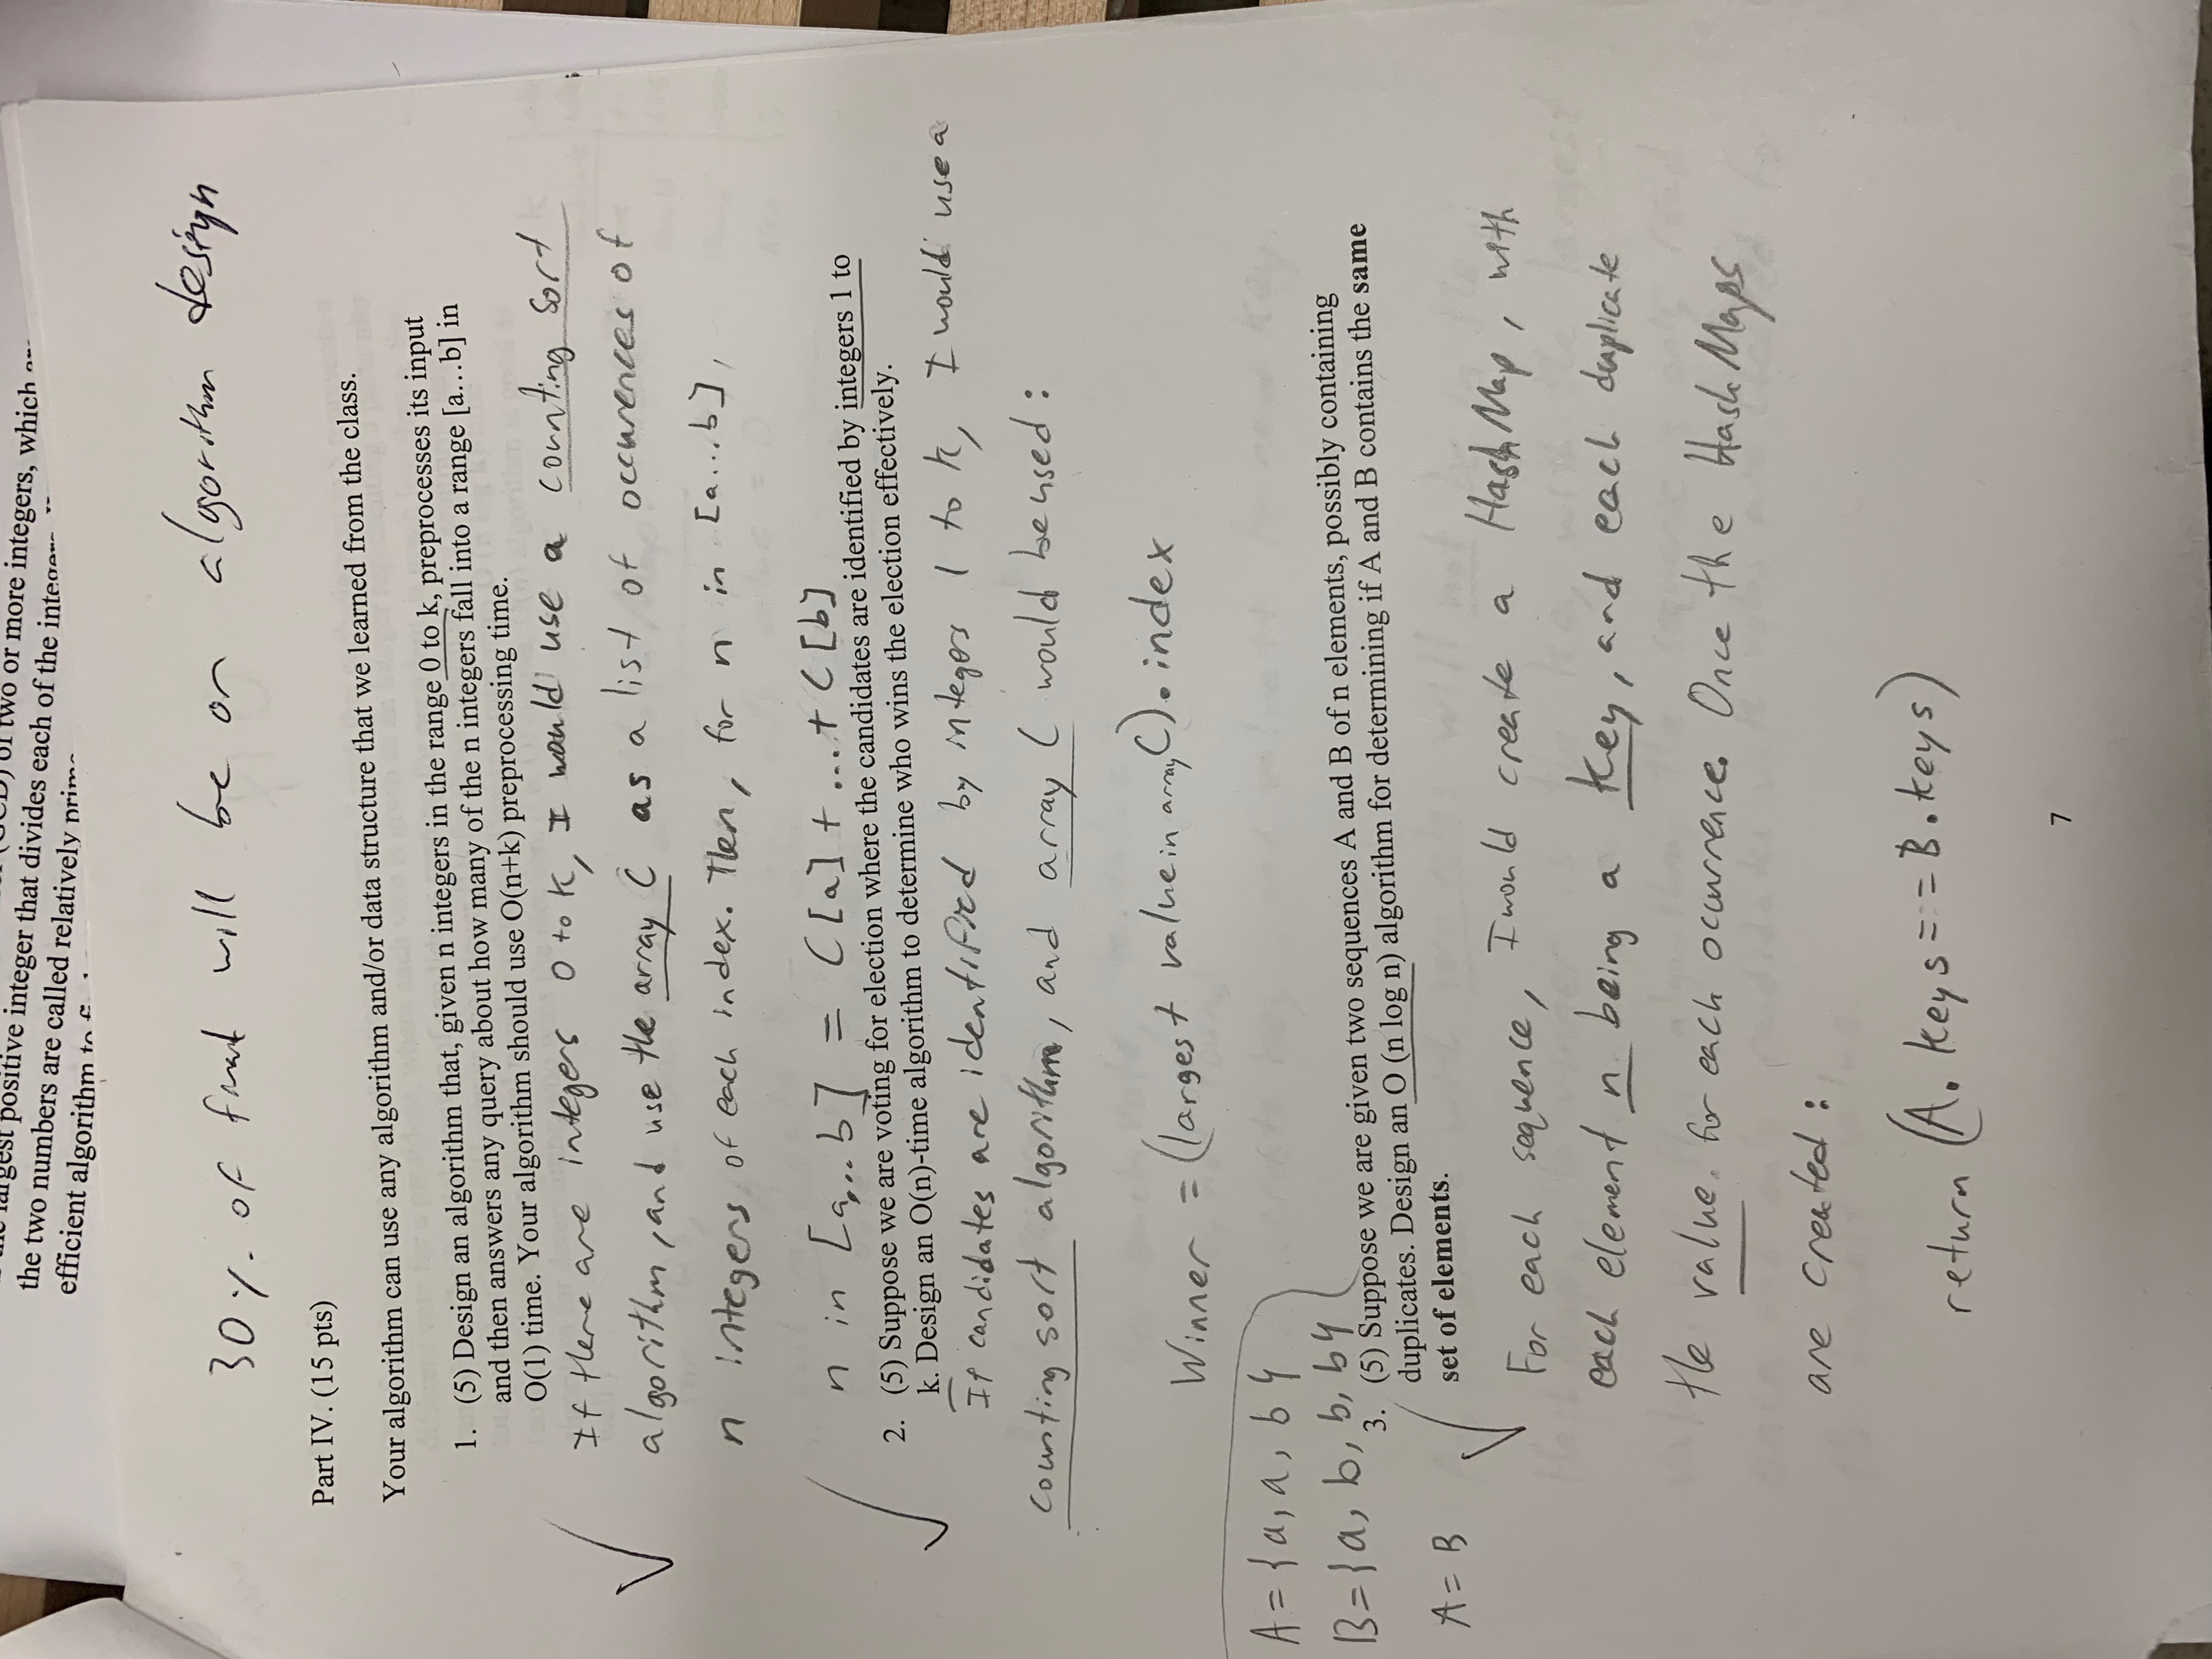 largest positive integer that divides each of the
of two or more integers, which
the two numbers are called relatively
efficient algorithm to
30% of final will be on algorithm design
Part IV. (15 pts)
Your algorithm can use any algorithm and/or data structure that we learned from the class.
1. (5) Design an algorithm that, given n integers in the range 0 to k, preprocesses its input
and then answers any query about how many of the n integers fall into a range [a…b] in
O(1) time. Your algorithm should use O(n+k) preprocessing time.
If there are integers 0 to k, I would use a counting sort
algorithm, and use the array C as a list of occurences of
n integers of each index. Then, for n in [a...b],
n in [a,..b] = C[a] + ...+ C[b]
2. (5) Suppose we are voting for election where the candidates are identified by integers 1 to
k. Design an O(n)-time algorithm to determine who wins the election effectively.
If candidates are identified by integers 1 to k, I would use a
counting sort algorithm, and array C would be used:
Winner = (largest value in array C).index
A={a, a, b}
B={a, b, b, b}
A=B
3. (5) Suppose we are given two sequences A and B of n elements, possibly containing
duplicates. Design an O (n log n) algorithm for determining if A and B contains the same
set of elements.
For each sequence, I would create a HashMap, with
each element n being a key, and each duplicate
the value for each occurrence. Once the HashMaps
are created:
return (A.keys==B.keys)
7